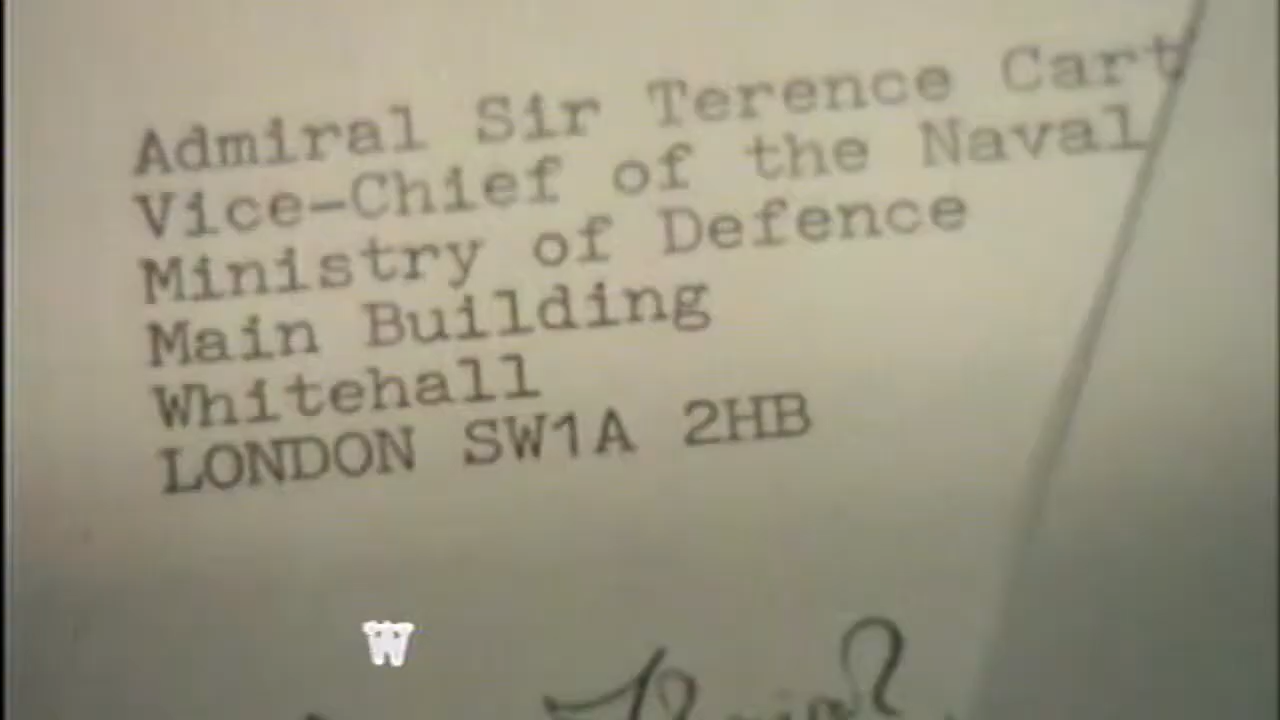 Admiral Sir Terence Cart
Vice-Chief of the Naval
Ministry of Defence
Main Building
Whitehall
LONDON SW1A 2HB
W